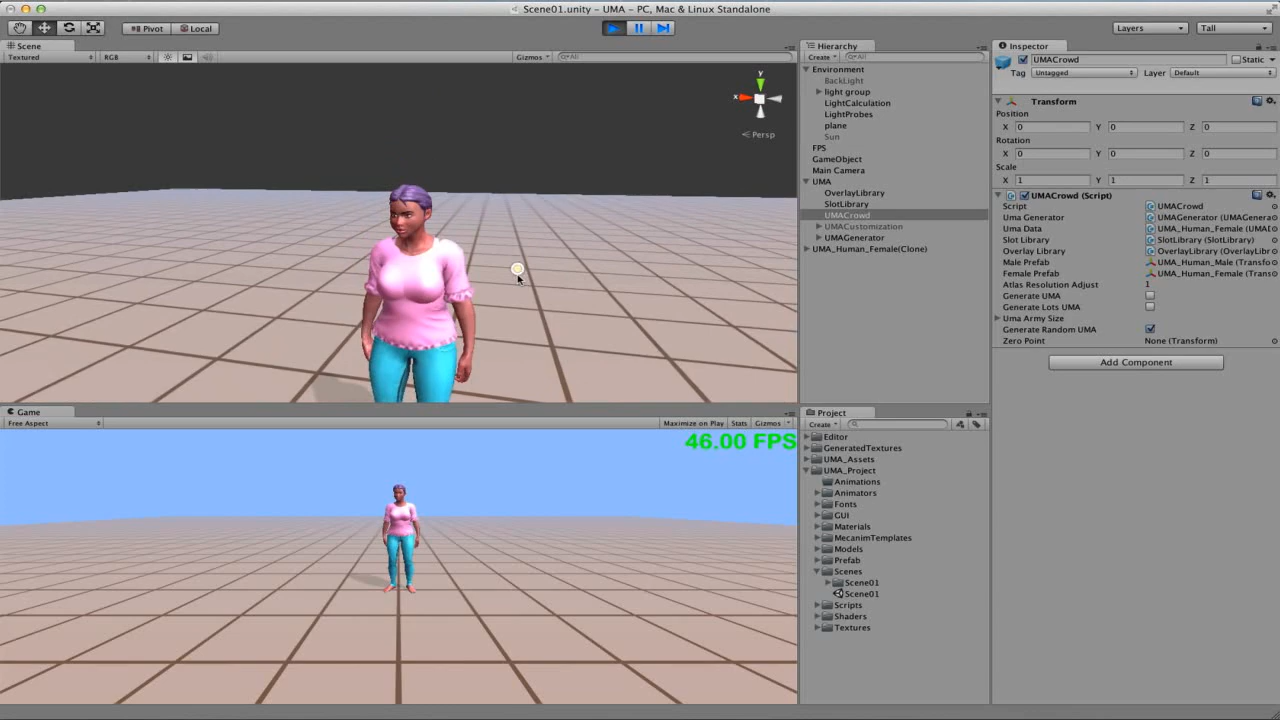 Scene01.unity – UMA – PC, Mac & Linux Standalone
Pivot Local
Layers Tall
Scene
Textured RGB Gizmos All
y
x
Persp
Game
Free Aspect Maximize on Play Stats Gizmos
46.00 FPS
Hierarchy
Create All
Environment
BackLight
light group
LightCalculation
LightProbes
plane
Sun
FPS
GameObject
Main Camera
UMA
OverlayLibrary
SlotLibrary
UMACrowd
UMACustomization
UMAGenerator
UMA_Human_Female(Clone)
Project
Create
Editor
GeneratedTextures
UMA_Assets
UMA_Project
Animations
Animators
Fonts
GUI
Materials
MecanimTemplates
Models
Prefab
Scenes
Scene01
Scene01
Scripts
Shaders
Textures
Inspector
UMACrowd Static
Tag Untagged Layer Default
Transform
Position
X 0 Y 0 Z 0
Rotation
X 0 Y 0 Z 0
Scale
X 1 Y 1 Z 1
UMACrowd (Script)
Script UMACrowd
Uma Generator UMAGenerator (UMAGenera
Uma Data UMA_Human_Female (UMAD
Slot Library SlotLibrary (SlotLibrary)
Overlay Library OverlayLibrary (OverlayLibr
Male Prefab UMA_Human_Male (Transfo
Female Prefab UMA_Human_Female (Trans
Atlas Resolution Adjust 1
Generate UMA
Generate Lots UMA
Uma Army Size
Generate Random UMA
Zero Point None (Transform)
Add Component